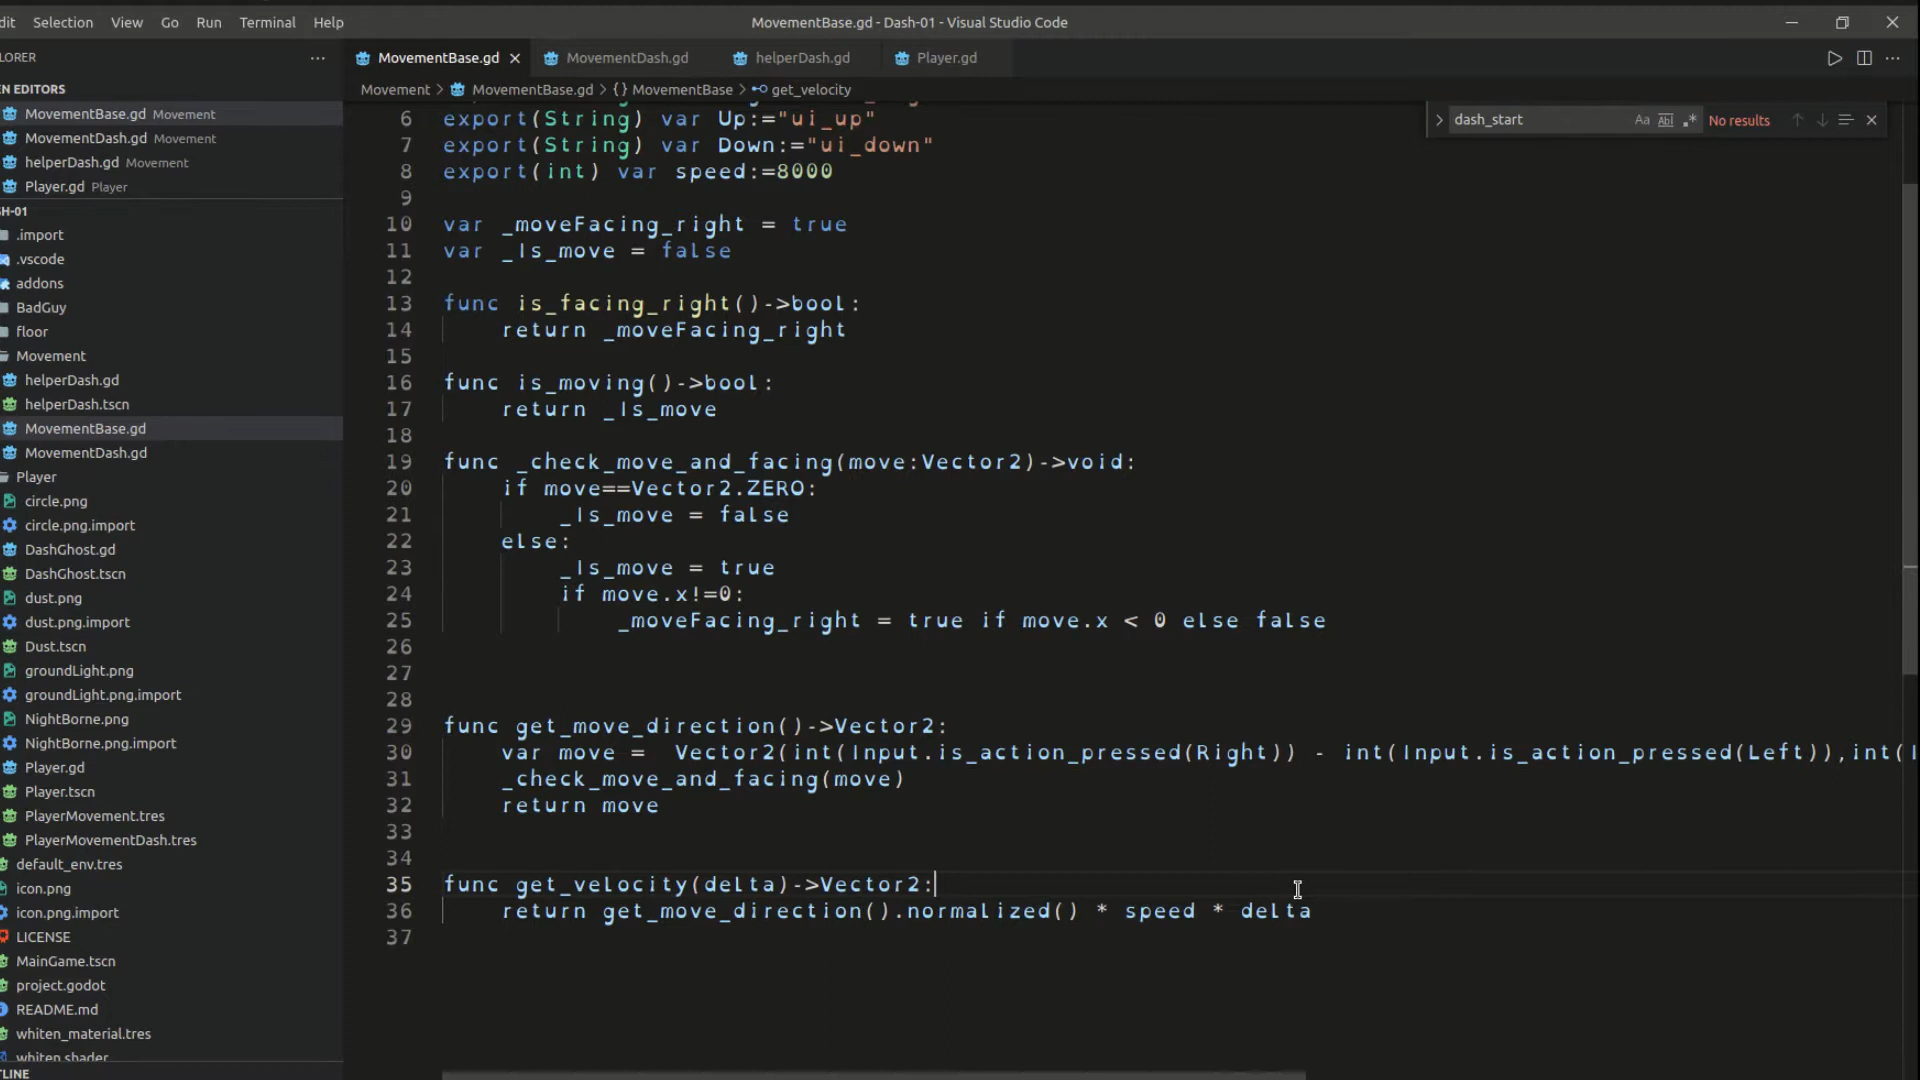 dit Selection View Go Run Terminal Help
MovementBase.gd - Dash-01 - Visual Studio Code
LORER
EN EDITORS
MovementBase.gd Movement
MovementDash.gd Movement
helperDash.gd Movement
Player.gd Player
SH-01
.import
.vscode
addons
BadGuy
floor
Movement
helperDash.gd
helperDash.tscn
MovementBase.gd
MovementDash.gd
Player
circle.png
circle.png.import
DashGhost.gd
DashGhost.tscn
dust.png
dust.png.import
Dust.tscn
groundLight.png
groundLight.png.import
NightBorne.png
NightBorne.png.import
Player.gd
Player.tscn
PlayerMovement.tres
PlayerMovementDash.tres
default_env.tres
icon.png
icon.png.import
LICENSE
MainGame.tscn
project.godot
README.md
whiten_material.tres
whiten.shader
TLINE
MovementBase.gd MovementDash.gd helperDash.gd Player.gd
Movement > MovementBase.gd > {} MovementBase > get_velocity
dash_start Aa Abl .* No results
6 export(String) var Up:="ui_up"
7 export(String) var Down:="ui_down"
8 export(int) var speed:=8000
9
10 var _moveFacing_right = true
11 var _Is_move = false
12
13 func is_facing_right()->bool:
14 return _moveFacing_right
15
16 func is_moving()->bool:
17 return _Is_move
18
19 func _check_move_and_facing(move:Vector2)->void:
20 if move==Vector2.ZERO:
21 _Is_move = false
22 else:
23 _Is_move = true
24 if move.x!=0:
25 _moveFacing_right = true if move.x < 0 else false
26
27
28
29 func get_move_direction()->Vector2:
30 var move =  Vector2(int(Input.is_action_pressed(Right)) - int(Input.is_action_pressed(Left)),int(I
31 _check_move_and_facing(move)
32 return move
33
34
35 func get_velocity(delta)->Vector2:
36 return get_move_direction().normalized() * speed * delta
37